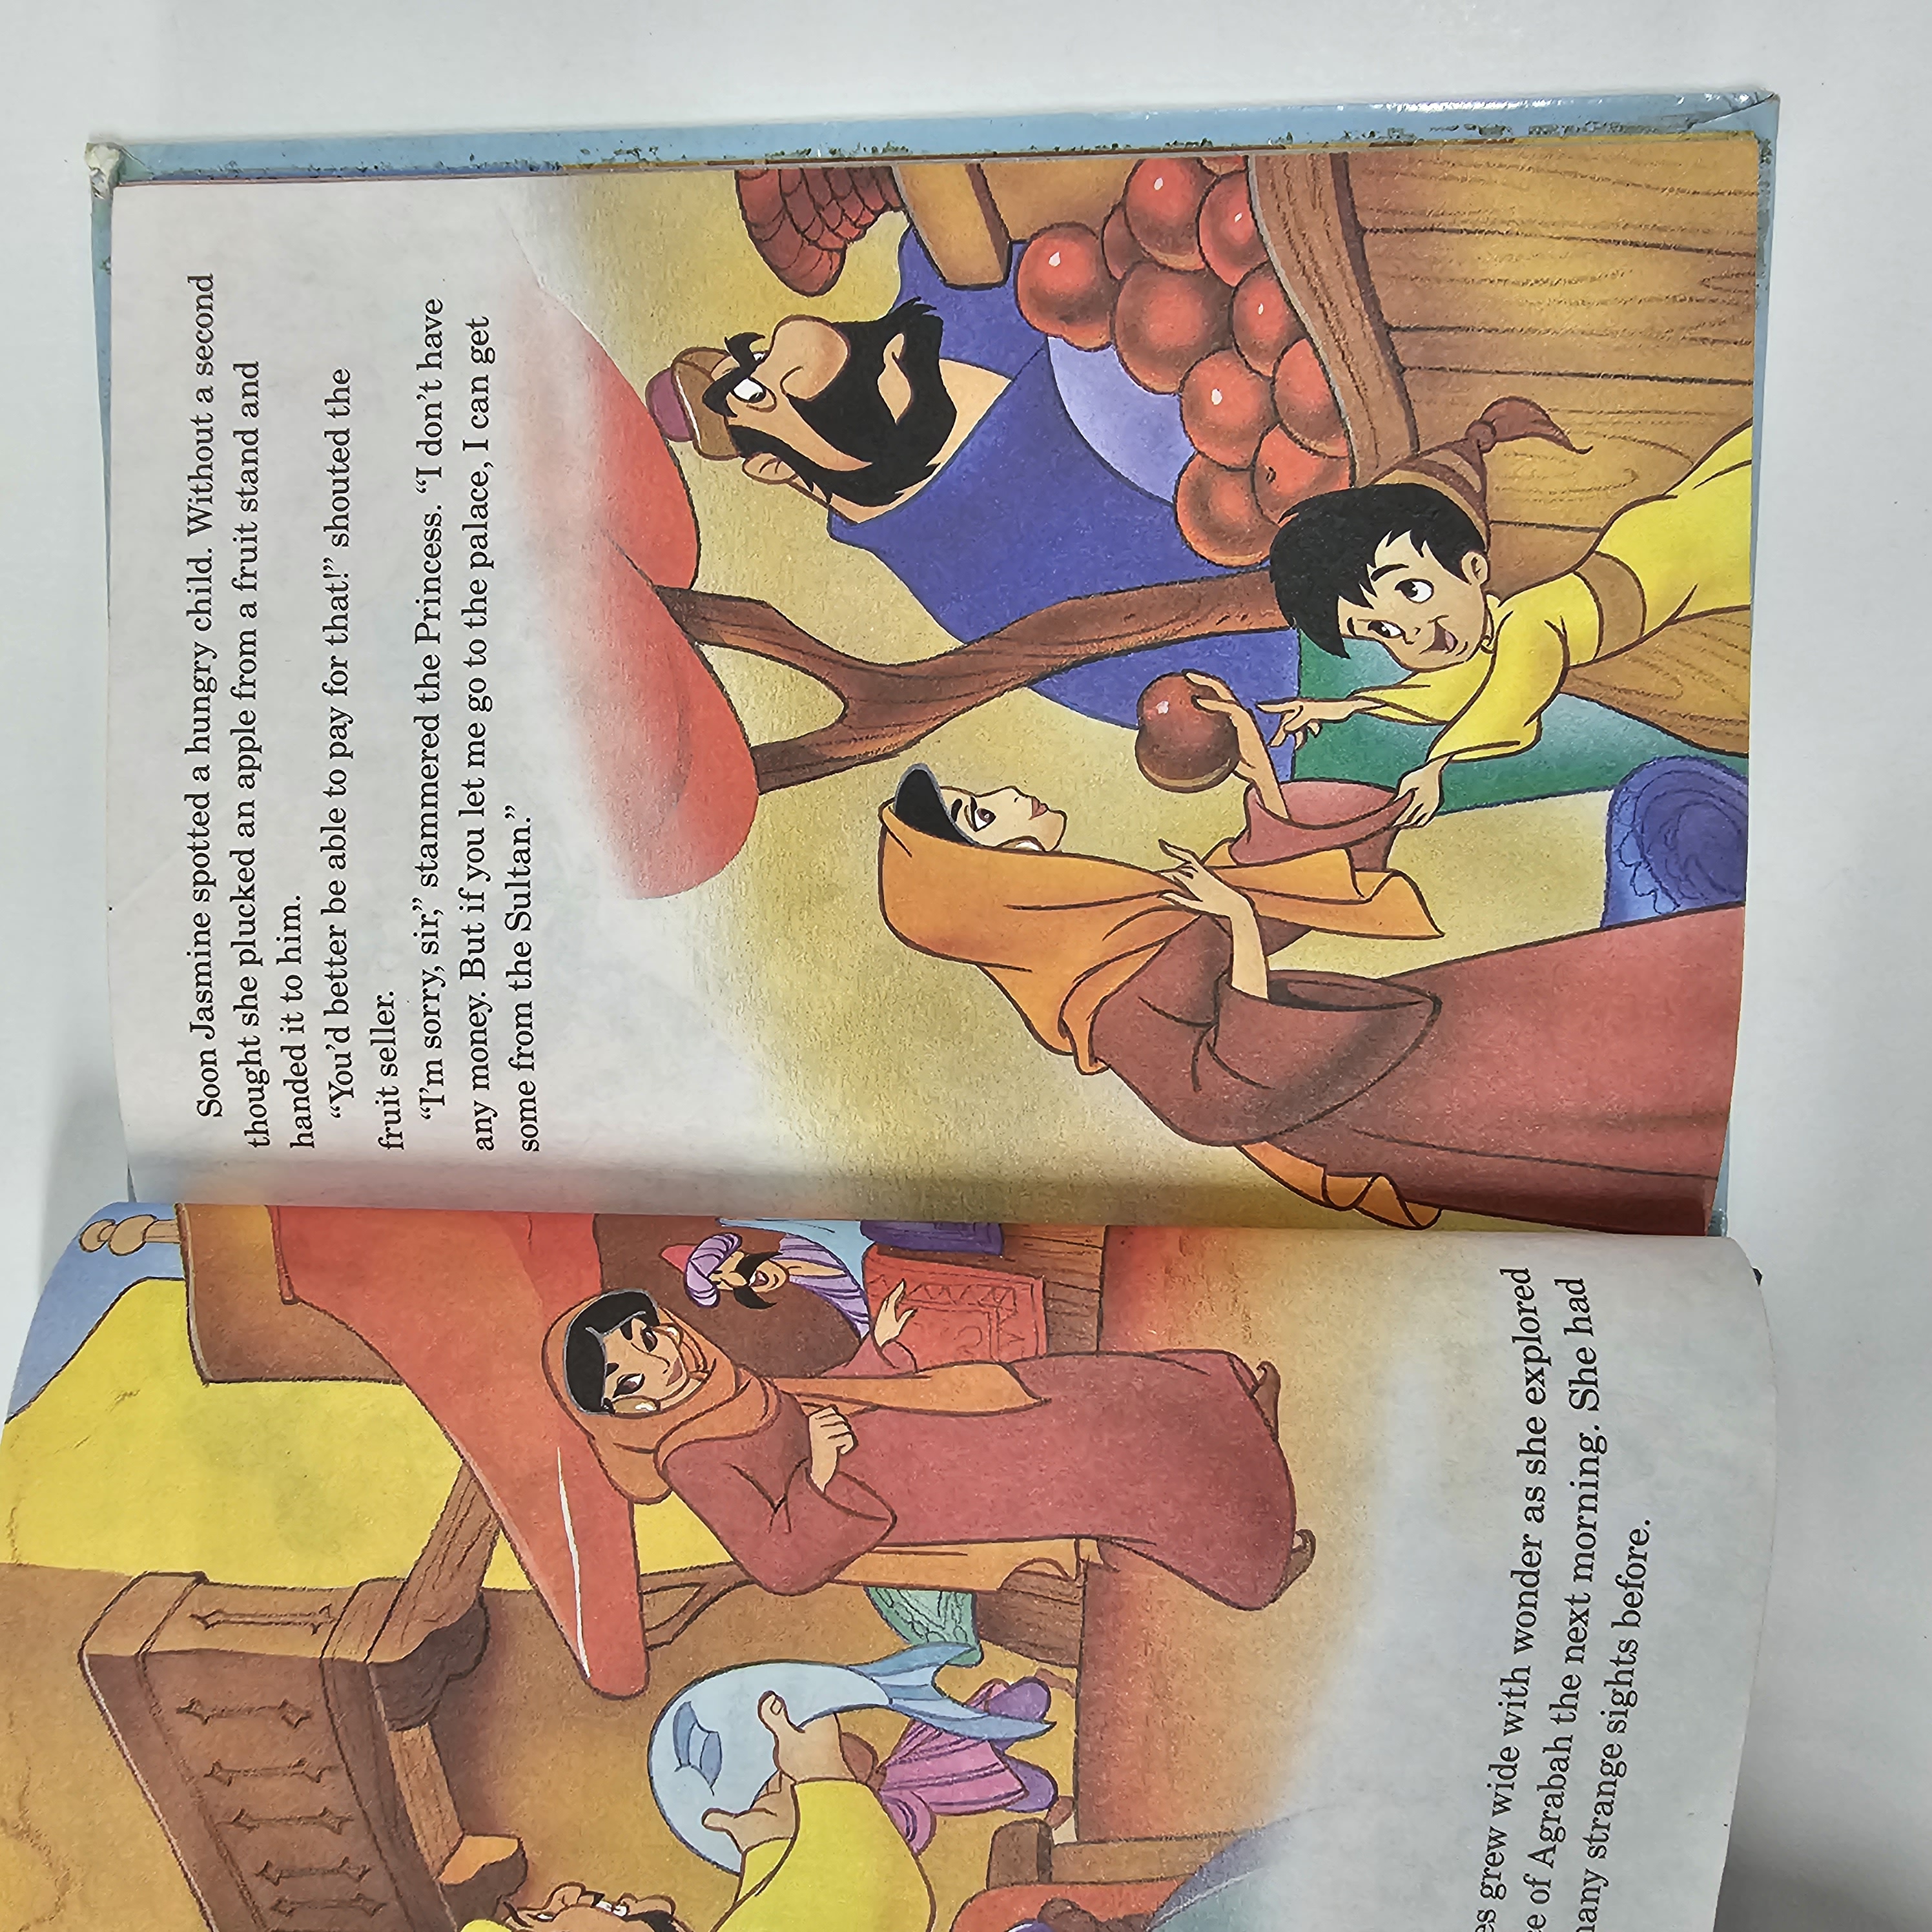 grew wide with wonder as she explored
of Agrabah the next morning. She had
strange sights before.
Soon Jasmine spotted a hungry child. Without a second
thought she plucked an apple from a fruit stand and
handed it to him.
“You’d better be able to pay for that!” shouted the
fruit seller.
“I’m sorry, sir,” stammered the Princess. “I don’t have
any money. But if you let me go to the palace, I can get
some from the Sultan.”